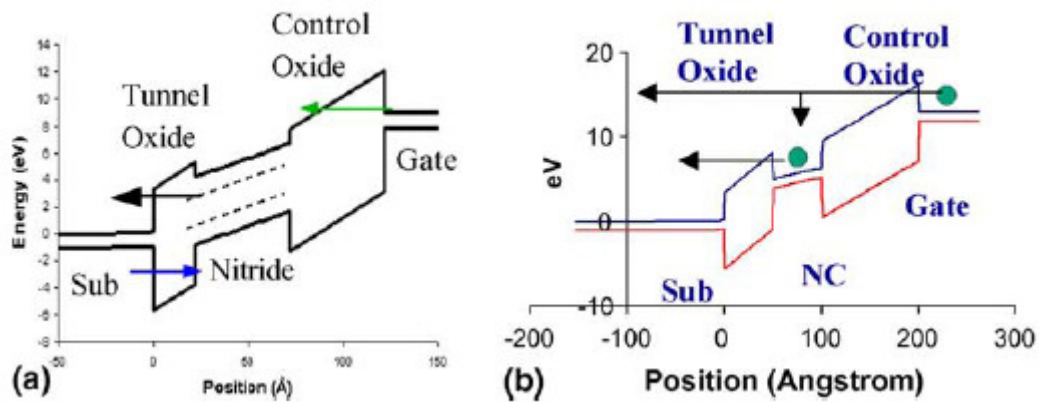 Control
Oxide
Tunnel
Oxide
Gate
Sub
Nitride
Energy (eV)
14
12
10
8
6
4
2
0
-2
-4
-6
-8
-50
0
50
100
150
Position (Å)
(a)
Tunnel
Oxide
Control
Oxide
Gate
Sub
NC
eV
20
10
0
-10
-200
-100
0
100
200
300
Position (Angstrom)
(b)